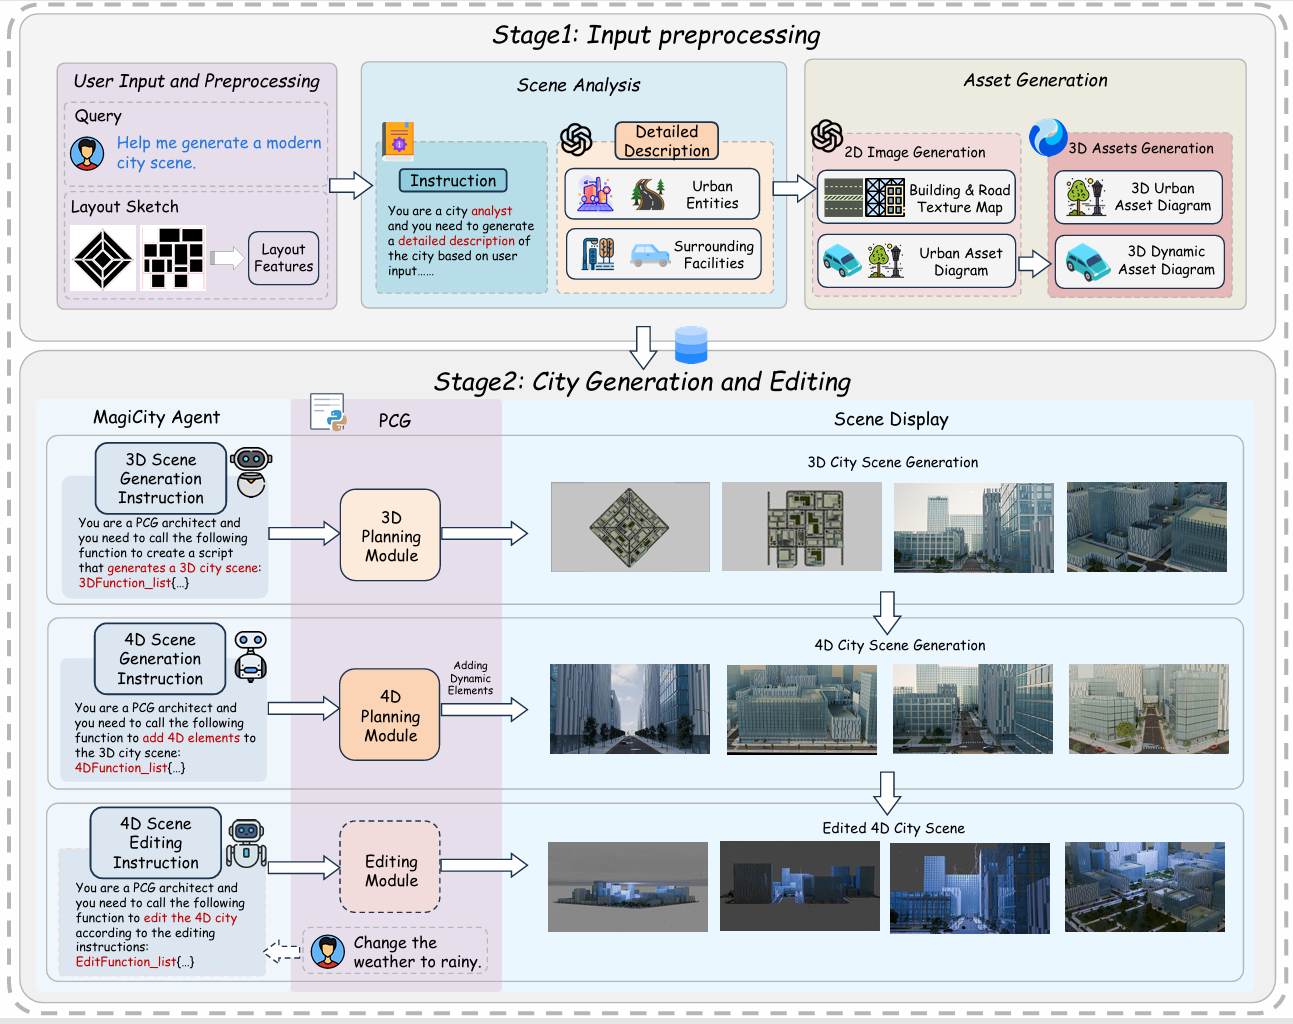 Stage1: Input preprocessing
User Input and Preprocessing
Query
Help me generate a modern
city scene.
Layout Sketch
Layout
Features
Scene Analysis
Instruction
You are a city analyst
and you need to generate
a detailed description of
the city based on user
input......
Detailed
Description
Urban
Entities
Surrounding
Facilities
Asset Generation
2D Image Generation
Building & Road
Texture Map
Urban Asset
Diagram
3D Assets Generation
3D Urban
Asset Diagram
3D Dynamic
Asset Diagram
Stage2: City Generation and Editing
MagiCity Agent
PCG
Scene Display
3D Scene
Generation
Instruction
You are a PCG architect and
you need to call the following
function to create a script
that generates a 3D city scene:
3DFunction_list{...}
3D
Planning
Module
3D City Scene Generation
4D Scene
Generation
Instruction
You are a PCG architect and
you need to call the following
function to add 4D elements to
the 3D city scene:
4DFunction_list{...}
4D
Planning
Module
Adding
Dynamic
Elements
4D City Scene Generation
4D Scene
Editing
Instruction
You are a PCG architect and
you need to call the following
function to edit the 4D city
according to the editing
instructions:
EditFunction_list{...}
Editing
Module
Change the
weather to rainy.
Edited 4D City Scene